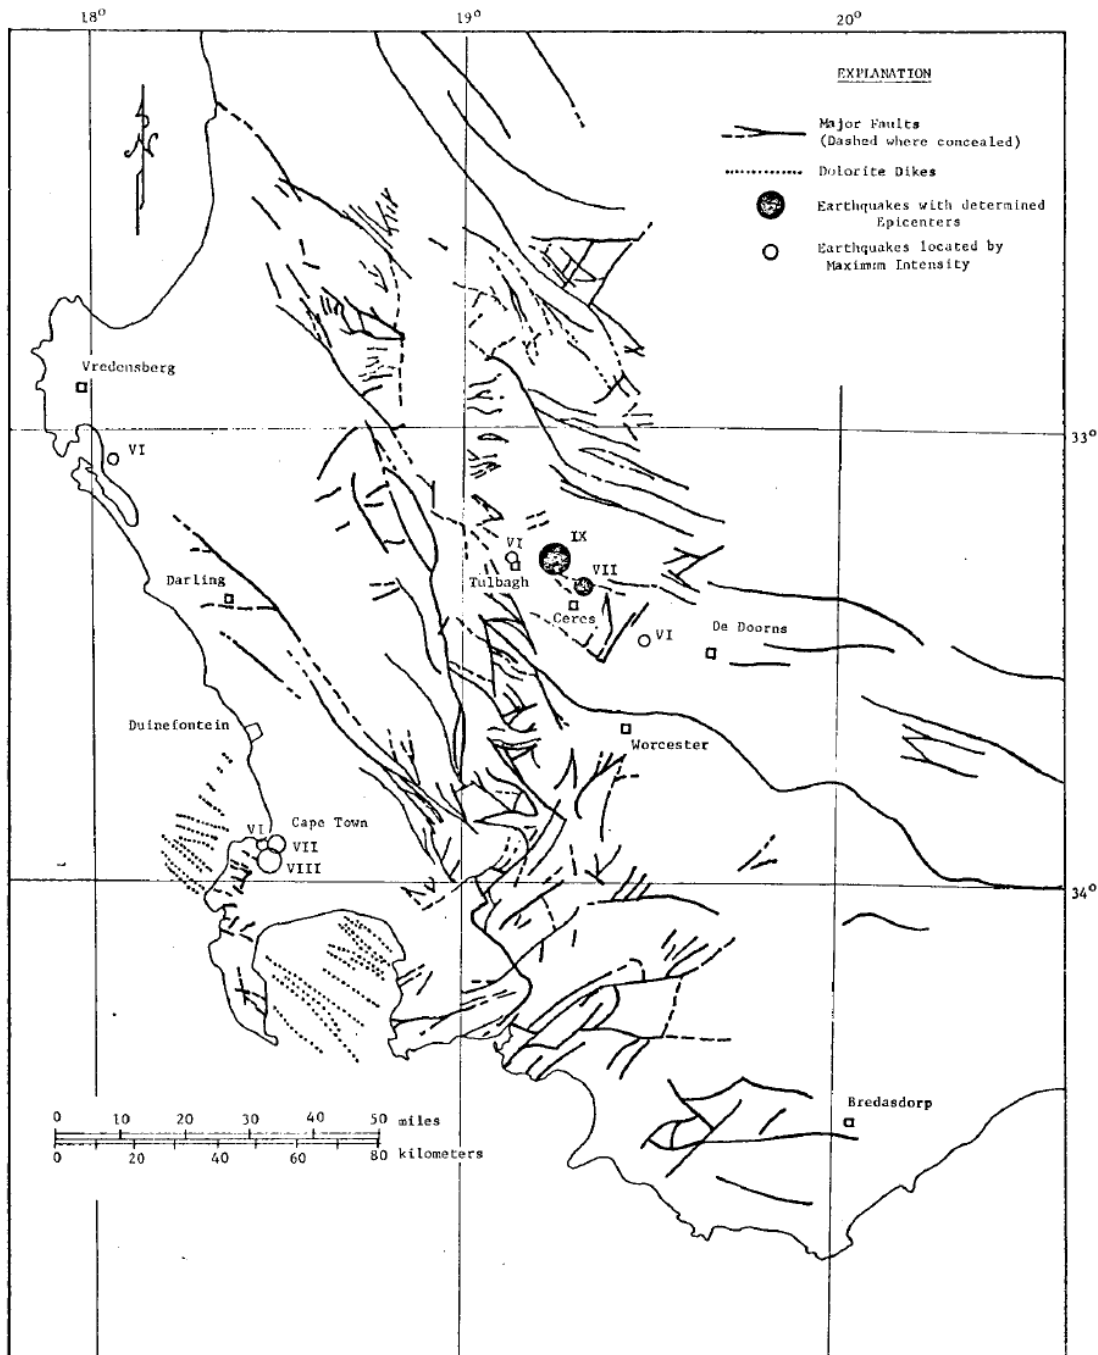 18°
19°
20°
EXPLANATION
Major Faults
(Dashed where concealed)
Dolorite Dikes
Earthquakes with determined
Epicenters
Earthquakes located by
Maximum Intensity
Vredensberg
33°
VI
IX
VI
VII
Tulbagh
Darling
Ceres
VI
De Doorns
Duinefontein
Worcester
Cape Town
VI
VII
VIII
34°
Bredasdorp
0 10 20 30 40 50 miles
0 20 40 60 80 kilometers